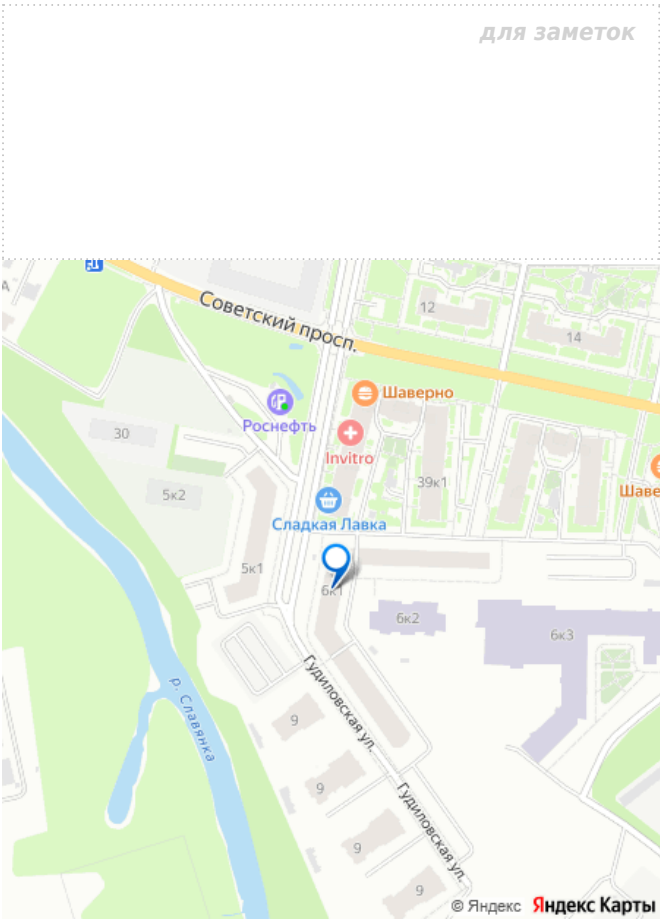 для заметок
А
Советский просп.
12
14
Шаверно
Роснефть
Invitro
30
39к1
5к2
Шаве
Сладкая Лавка
5к1
6к1
6к2
6к3
Гудиловская ул.
р. Славянка
9
9
Гудиловская ул.
9
9
© Яндекс Яндекс Карты